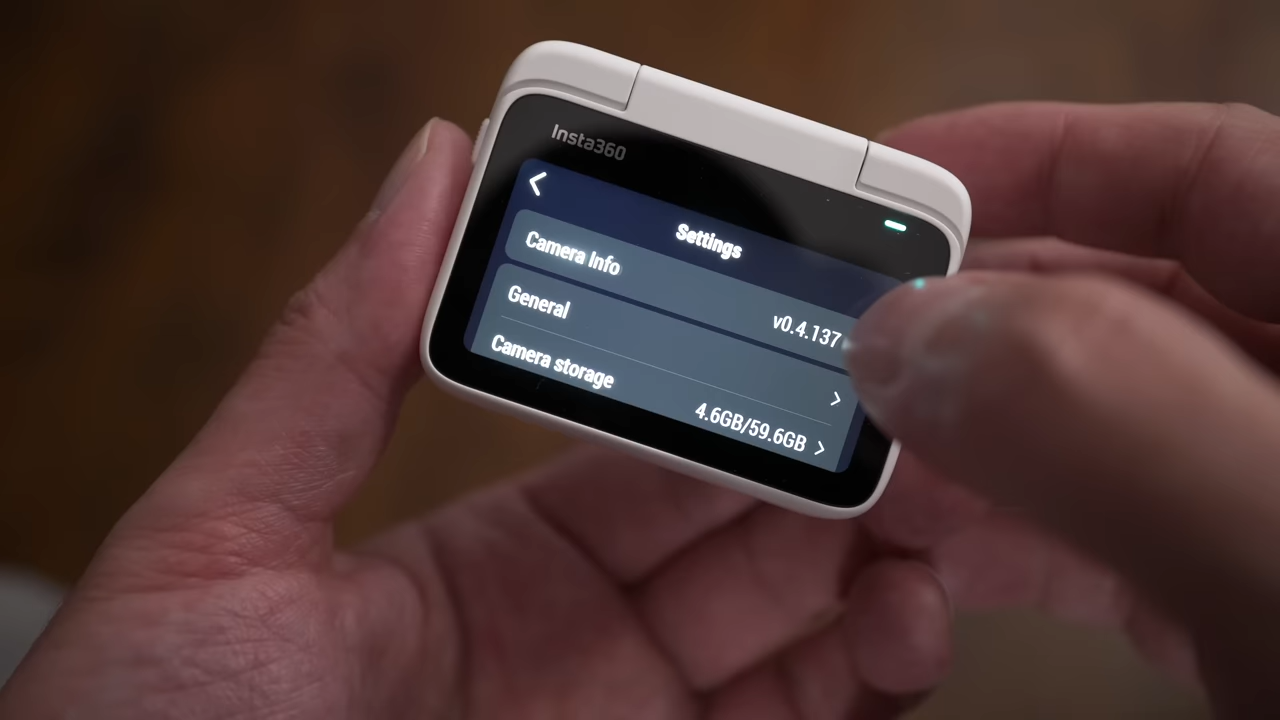 Insta360
Settings
Camera Info
v0.4.137
General
Camera storage
4.6GB/59.6GB